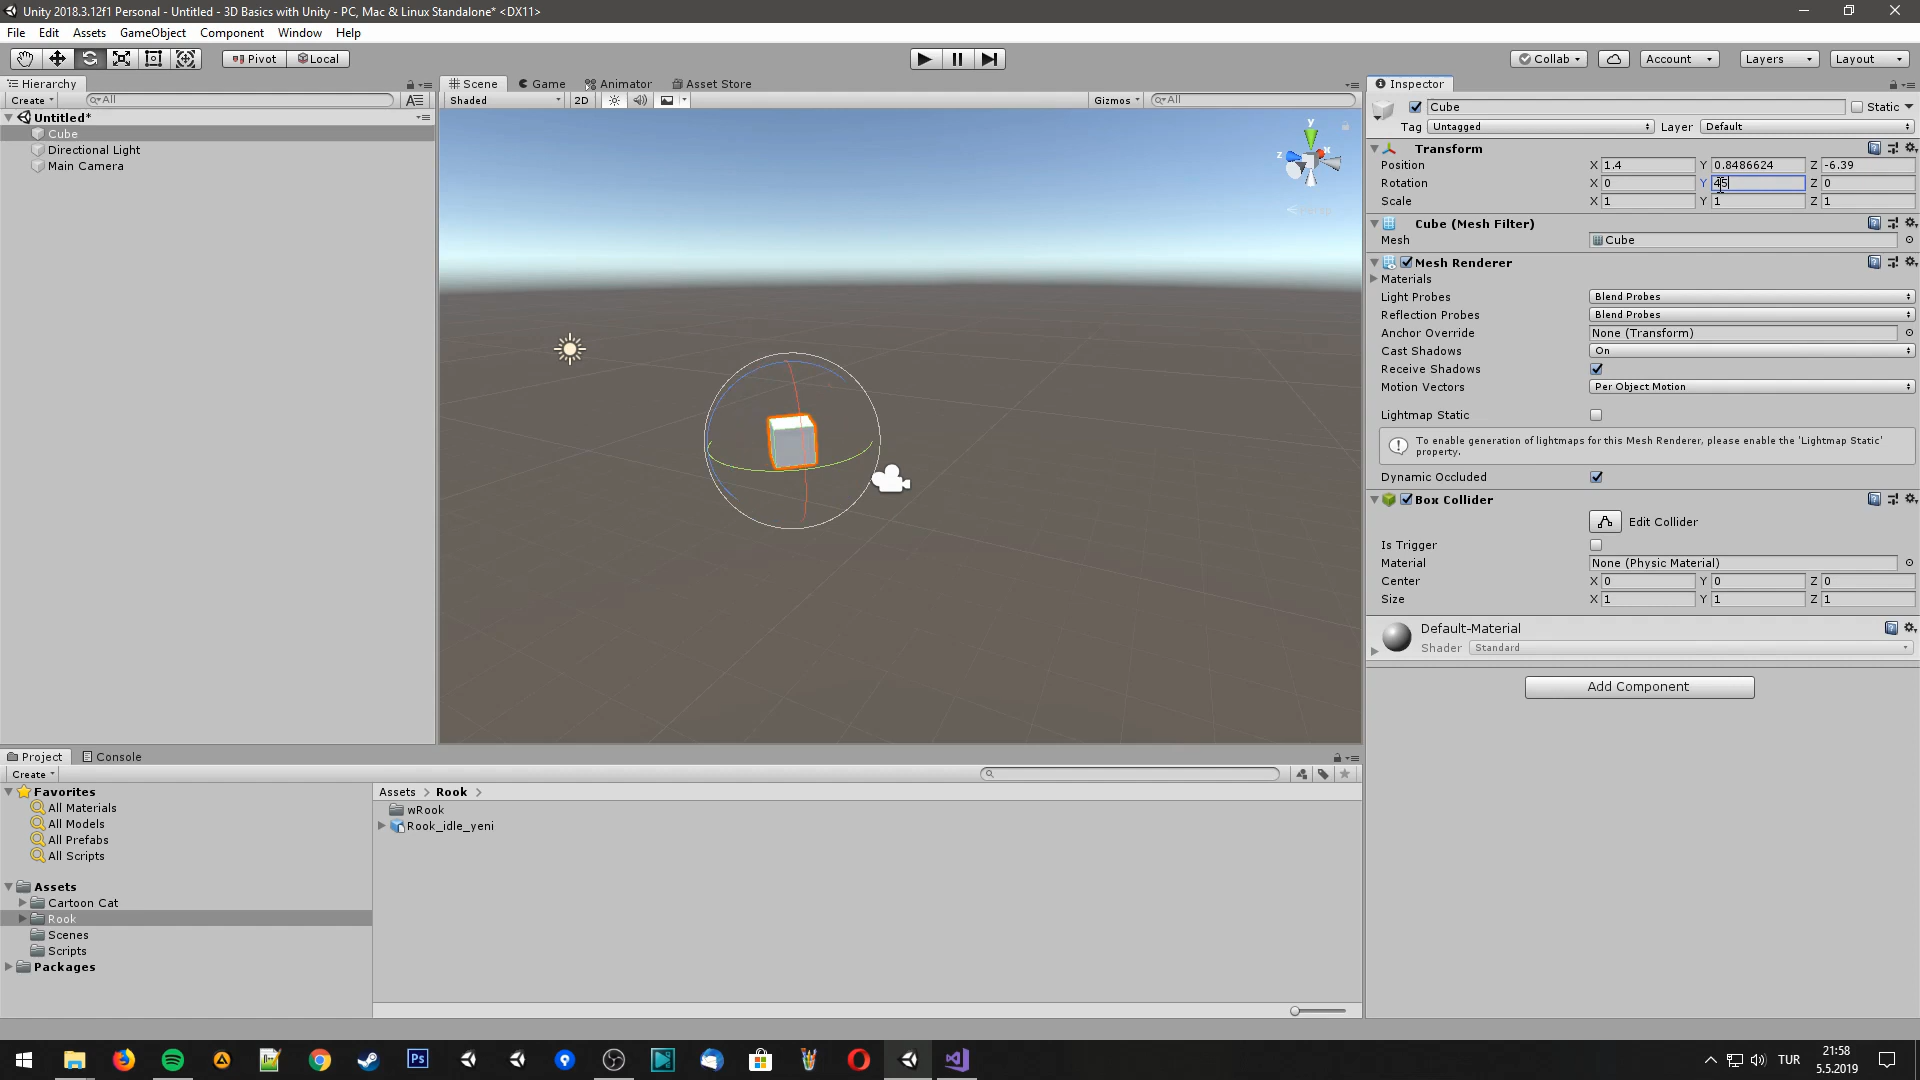 Unity 2018.3.12f1 Personal - Untitled - 3D Basics with Unity - PC, Mac & Linux Standalone* <DX11>
File Edit Assets GameObject Component Window Help
Pivot Local Collab Account Layers Layout
Hierarchy Scene Game Animator Asset Store Inspector
Create All Shaded 2D Gizmos All
Cube Static
Untitled*
Tag Untagged Layer Default
Cube
Directional Light
Main Camera
y
z x
Transform
Position X 1.4 Y 0.8486624 Z -6.39
Rotation X 0 Y 45 Z 0
Scale X 1 Y 1 Z 1
Cube (Mesh Filter)
Mesh Cube
Mesh Renderer
Materials
Light Probes Blend Probes
Reflection Probes Blend Probes
Anchor Override None (Transform)
Cast Shadows On
Receive Shadows
Motion Vectors Per Object Motion
Lightmap Static
To enable generation of lightmaps for this Mesh Renderer, please enable the 'Lightmap Static'
property.
Dynamic Occluded
Box Collider
Edit Collider
Is Trigger
Material None (Physic Material)
Center X 0 Y 0 Z 0
Size X 1 Y 1 Z 1
Default-Material
Shader Standard
Add Component
Project Console
Create
Favorites
All Materials
All Models
All Prefabs
All Scripts
Assets
Cartoon Cat
Rook
Scenes
Scripts
Packages
Assets > Rook >
wRook
Rook_idle_yeni
Ps
TUR
21:58
5.5.2019